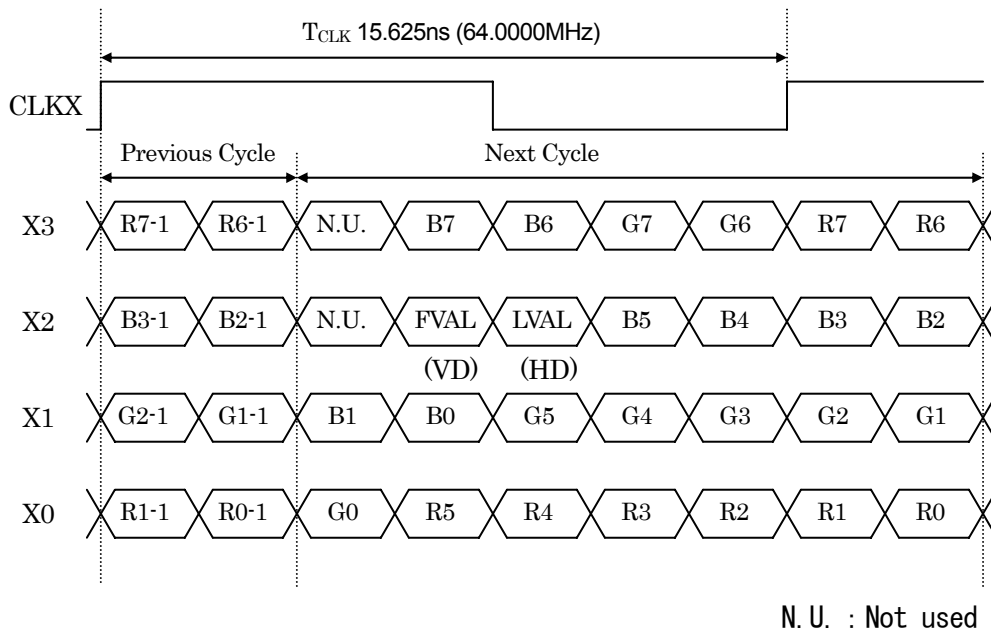 TCLK 15.625ns (64.0000MHz)
CLKX
Previous Cycle Next Cycle
X3 R7-1 R6-1 N.U. B7 B6 G7 G6 R7 R6
X2 B3-1 B2-1 N.U. FVAL LVAL B5 B4 B3 B2
(VD) (HD)
X1 G2-1 G1-1 B1 B0 G5 G4 G3 G2 G1
X0 R1-1 R0-1 G0 R5 R4 R3 R2 R1 R0
N.U. : Not used